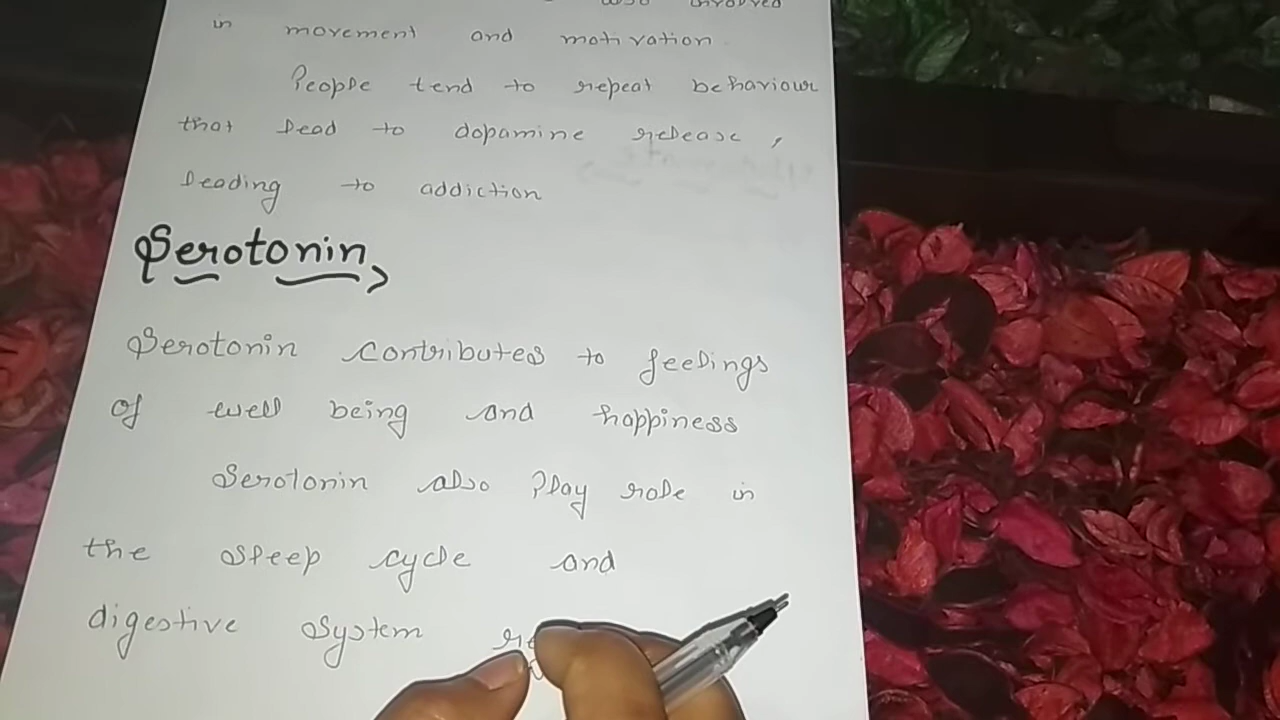 also involved
in movement and motivation
People tend to repeat behaviour
that lead to dopamine release,
leading to addiction
Serotonin
Serotonin contributes to feelings
of well being and happiness
Serotonin also Play role in
the sleep cycle and
digestive system